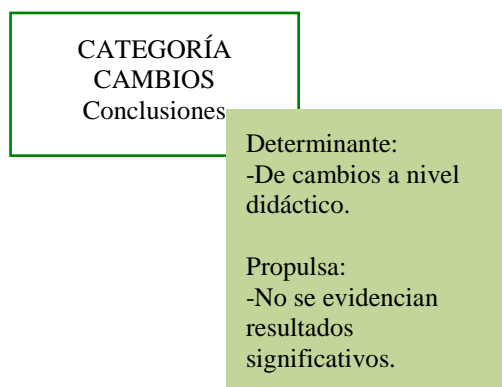 CATEGORÍA
CAMBIOS
Conclusiones
Determinante:
-De cambios a nivel
didáctico.
Propulsa:
-No se evidencian
resultados
significativos.